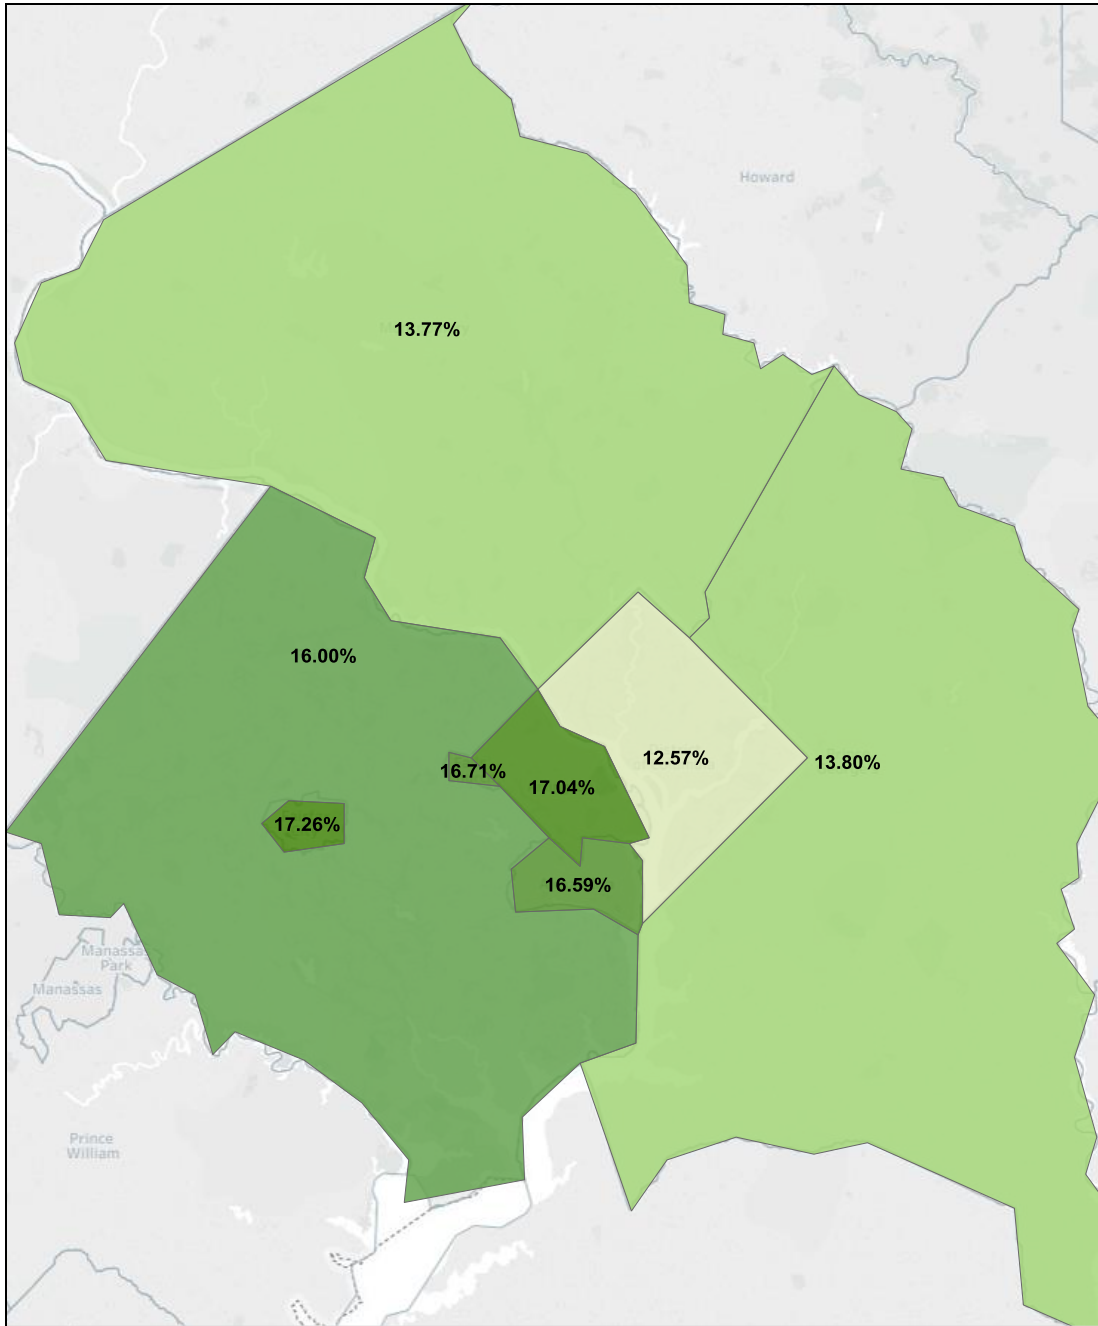 Howard
13.77%
16.00%
12.57%
13.80%
16.71%
17.04%
17.26%
16.59%
Manassas
Park
Manassas
Prince
William